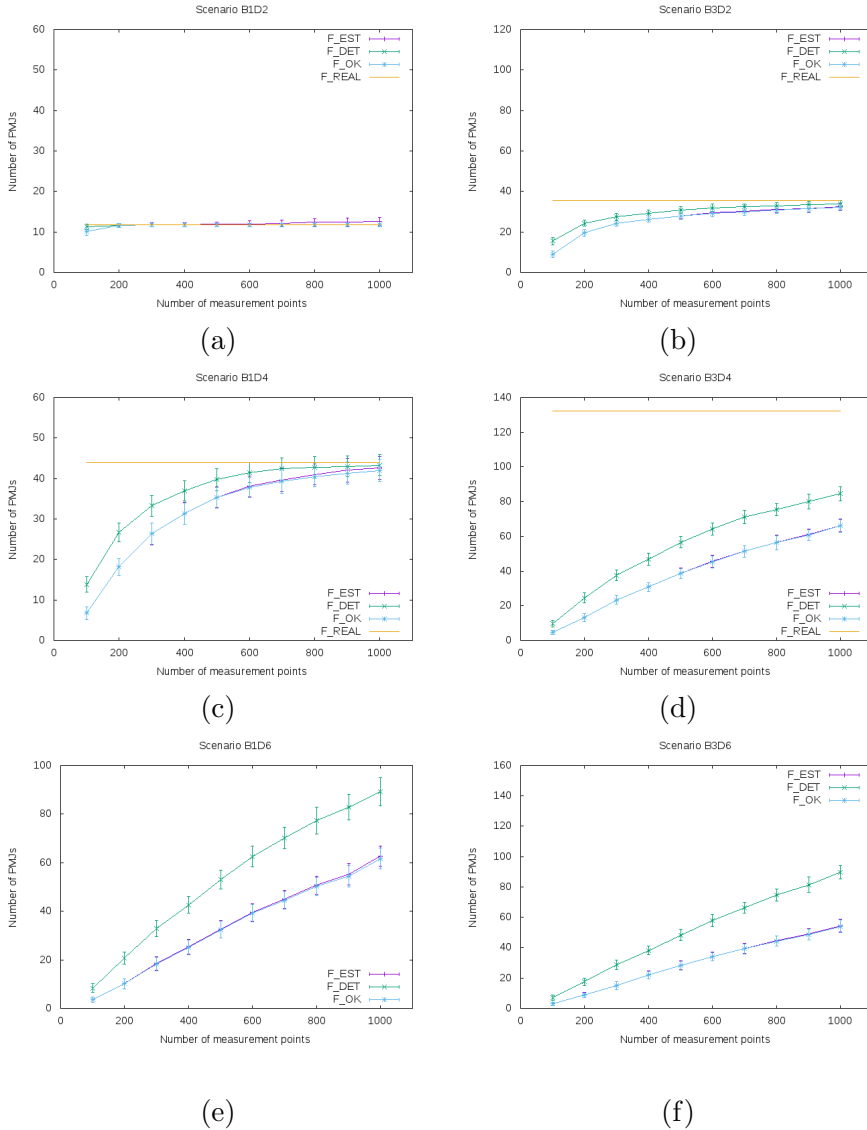 Scenario B1D2
60
50
40
30
20
10
0
0 200 400 600 800 1000
Number of PMJs
Number of measurement points
F_EST
F_DET
F_OK
F_REAL
(a)
Scenario B3D2
120
100
80
60
40
20
0
0 200 400 600 800 1000
Number of PMJs
Number of measurement points
F_EST
F_DET
F_OK
F_REAL
(b)
Scenario B1D4
60
50
40
30
20
10
0
0 200 400 600 800 1000
Number of PMJs
Number of measurement points
F_EST
F_DET
F_OK
F_REAL
(c)
Scenario B3D4
140
120
100
80
60
40
20
0
0 200 400 600 800 1000
Number of PMJs
Number of measurement points
F_EST
F_DET
F_OK
F_REAL
(d)
Scenario B1D6
100
80
60
40
20
0
0 200 400 600 800 1000
Number of PMJs
Number of measurement points
F_EST
F_DET
F_OK
(e)
Scenario B3D6
160
140
120
100
80
60
40
20
0
0 200 400 600 800 1000
Number of PMJs
Number of measurement points
F_EST
F_DET
F_OK
(f)